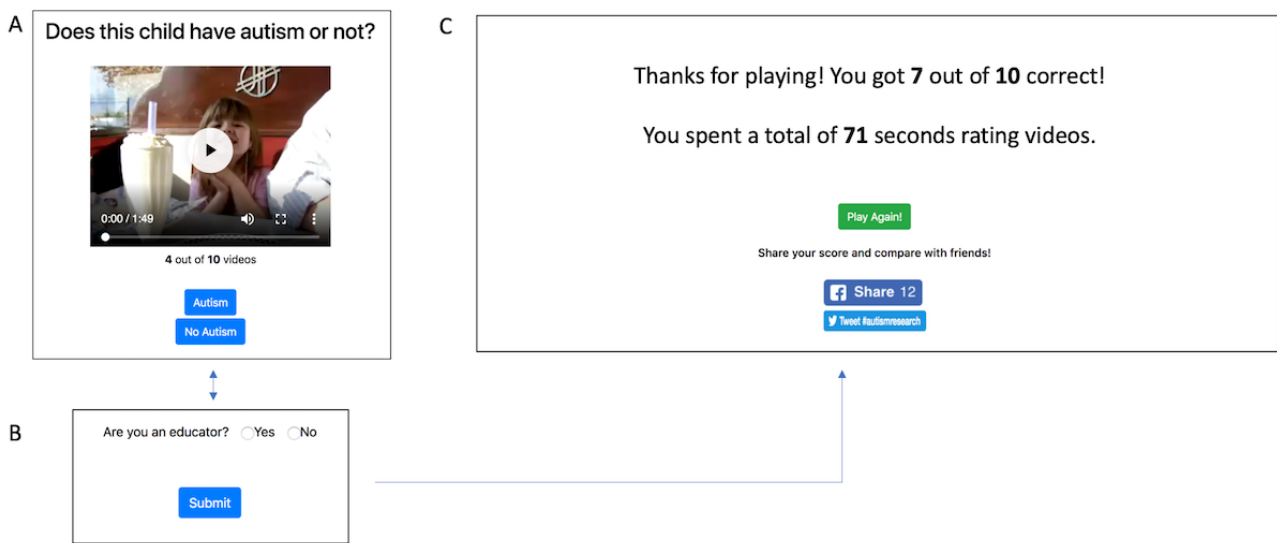 A
Does this child have autism or not?
0:00 / 1:49
4 out of 10 videos
Autism
No Autism
B
Are you an educator? Yes No
Submit
C
Thanks for playing! You got 7 out of 10 correct!
You spent a total of 71 seconds rating videos.
Play Again!
Share your score and compare with friends!
Share 12
Tweet #autismresearch